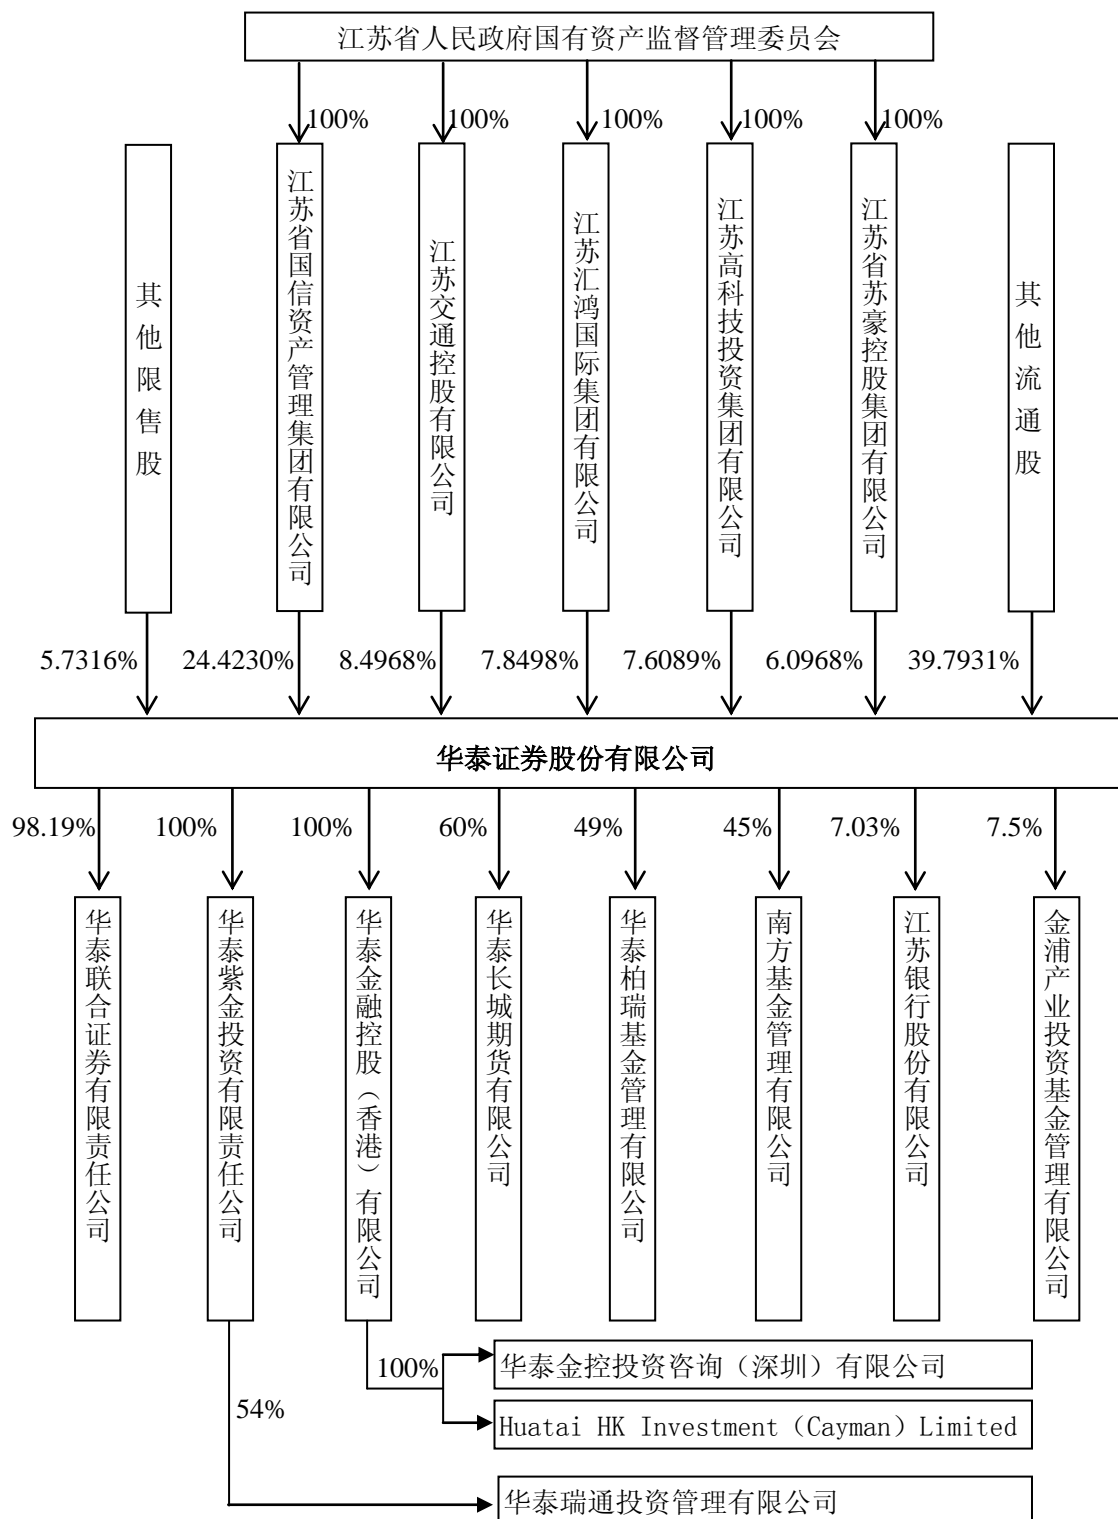 江苏省人民政府国有资产监督管理委员会
100%
100%
100%
100%
100%
其他限售股
江苏省国信资产管理集团有限公司
江苏交通控股有限公司
江苏汇鸿国际集团有限公司
江苏高科技投资集团有限公司
江苏省苏豪控股集团有限公司
其他流通股
5.7316%
24.4230%
8.4968%
7.8498%
7.6089%
6.0968%
39.7931%
华泰证券股份有限公司
98.19%
100%
100%
60%
49%
45%
7.03%
7.5%
华泰联合证券有限责任公司
华泰紫金投资有限责任公司
华泰金融控股（香港）有限公司
华泰长城期货有限公司
华泰柏瑞基金管理有限公司
南方基金管理有限公司
江苏银行股份有限公司
金浦产业投资基金管理有限公司
100%
华泰金控投资咨询（深圳）有限公司
54%
Huatai HK Investment（Cayman）Limited
华泰瑞通投资管理有限公司